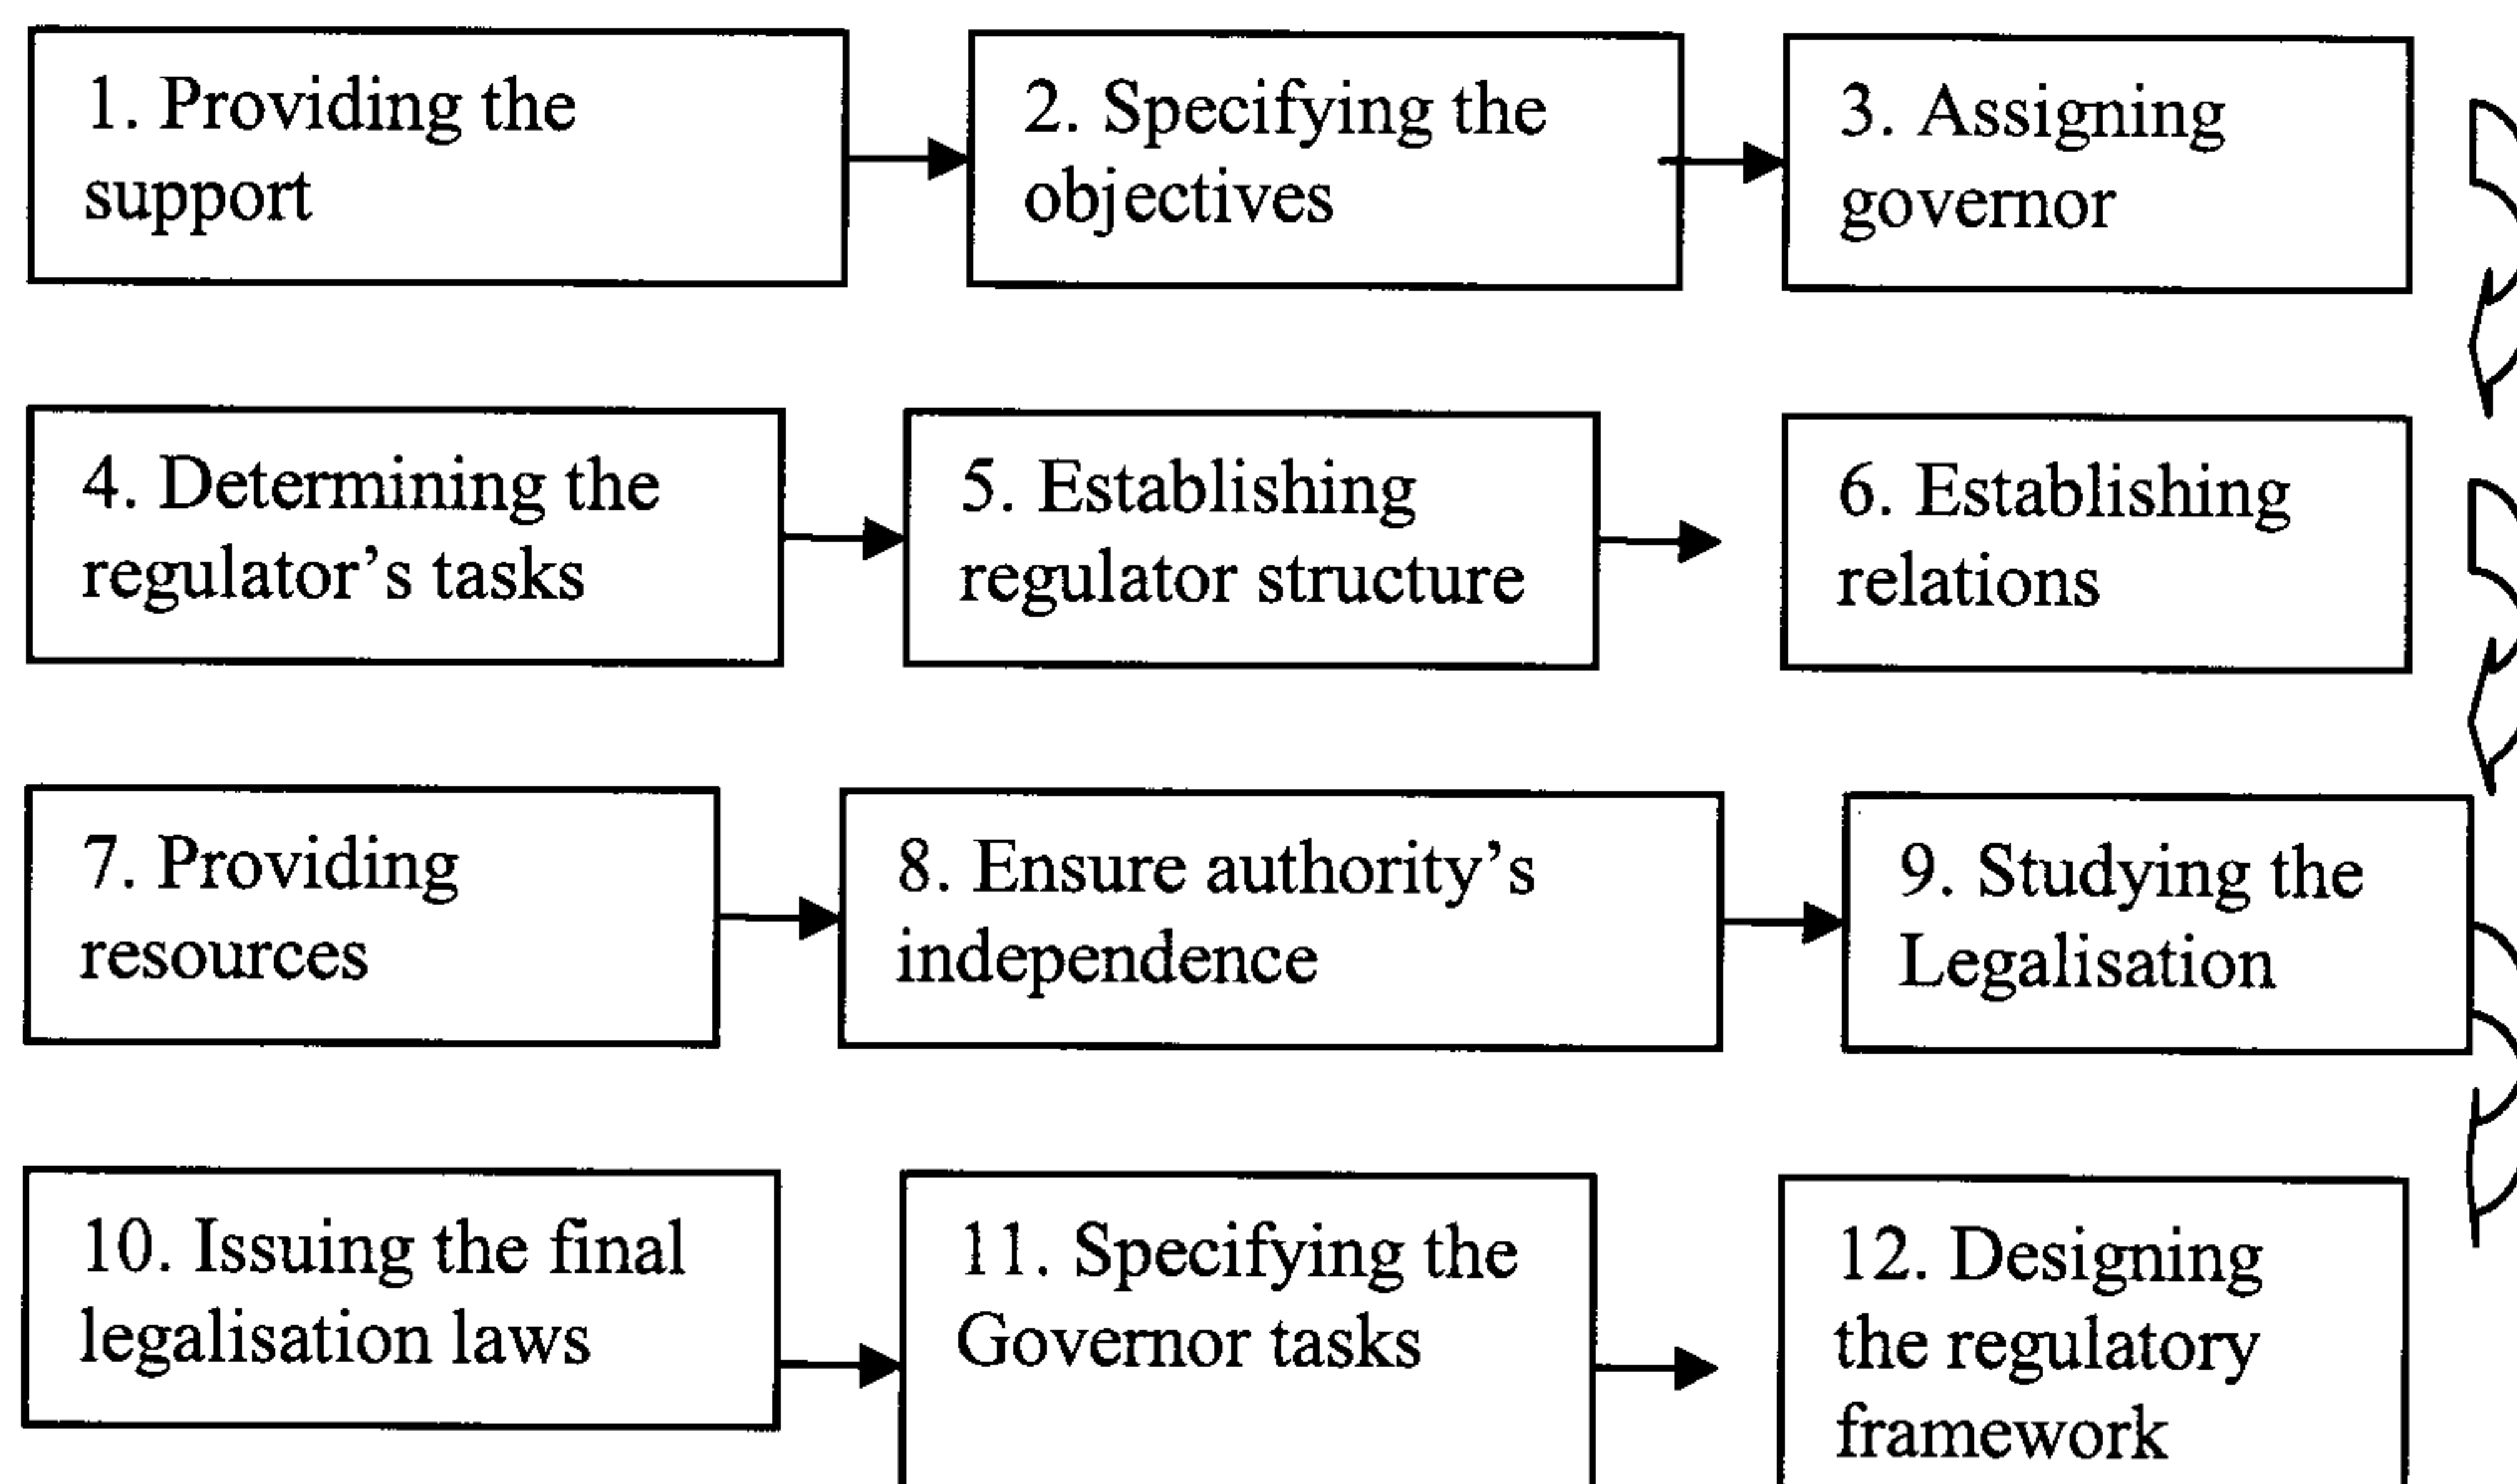 1. Providing the
support
2. Specifying the
objectives
3. Assigning
governor
4. Determining the
regulator’s tasks
5. Establishing
regulator structure
6. Establishing
relations
7. Providing
resources
8. Ensure authority’s
independence
9. Studying the
Legalisation
10. Issuing the final
legalisation laws
11. Specifying the
Governor tasks
12. Designing
the regulatory
framework